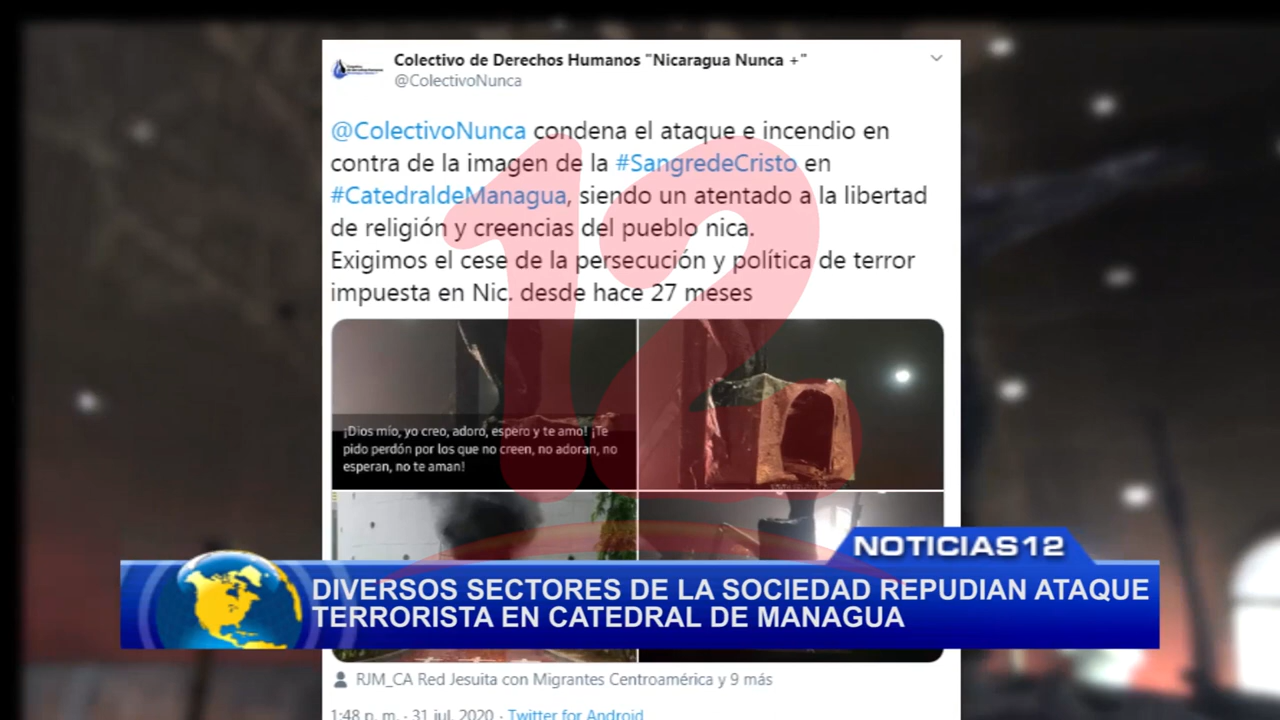 Colectivo de Derechos Humanos "Nicaragua Nunca +"
@ColectivoNunca
@ColectivoNunca condena el ataque e incendio en
contra de la imagen de la #SangredeCristo en
#CatedraldeManagua, siendo un atentado a la libertad
de religión y creencias del pueblo nica.
Exigimos el cese de la persecución y política de terror
impuesta en Nic. desde hace 27 meses
12
¡Dios mío, yo creo, adoro, espero y te amo! ¡Te
pido perdón por los que no creen, no adoran, no
esperan, no te aman!
NOTICIAS12
DIVERSOS SECTORES DE LA SOCIEDAD REPUDIAN ATAQUE
TERRORISTA EN CATEDRAL DE MANAGUA
RJM_CA Red Jesuita con Migrantes Centroamérica y 9 más
1:48 p. m. · 31 jul. 2020 · Twitter for Android